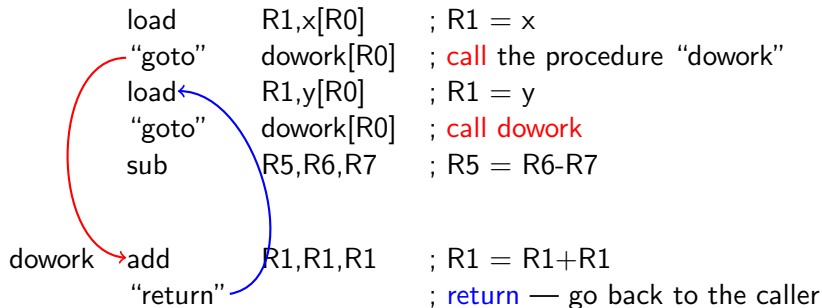 load R1,x[R0] ; R1 = x
“goto” dowork[R0] ; call the procedure “dowork”
load R1,y[R0] ; R1 = y
“goto” dowork[R0] ; call dowork
sub R5,R6,R7 ; R5 = R6-R7
dowork add R1,R1,R1 ; R1 = R1+R1
“return” ; return — go back to the caller